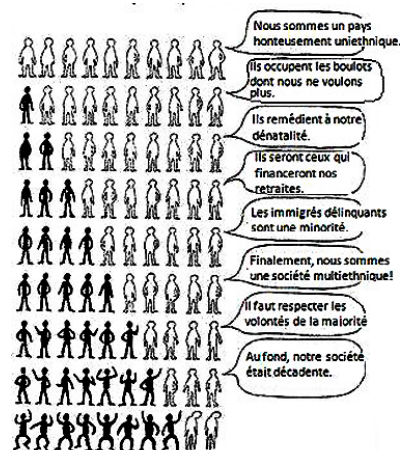 Nous sommes un pays
honteusement uniethnique.
Ils occupent les boulots
dont nous ne voulons
plus.
Ils remédient à notre
dénatalité.
Ils seront ceux qui
financeront nos
retraites.
Les immigrés délinquants
sont une minorité.
Finalement, nous sommes
une société multiethnique!
Il faut respecter les
volontés de la majorité
Au fond, notre société
était décadente.